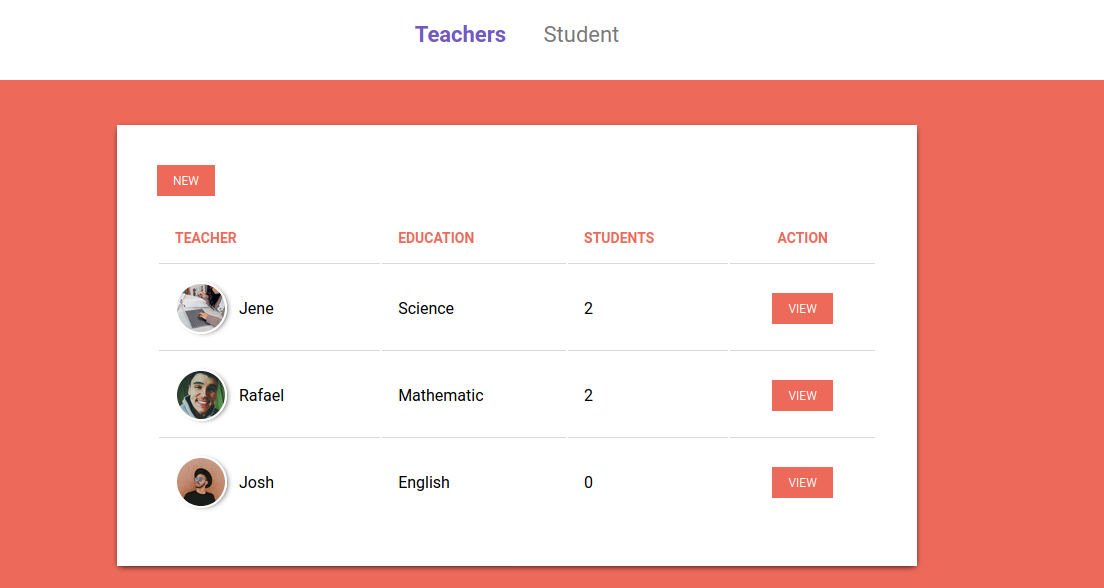 Teachers Student
NEW
TEACHER EDUCATION STUDENTS ACTION
Jene Science 2 VIEW
Rafael Mathematic 2 VIEW
Josh English 0 VIEW